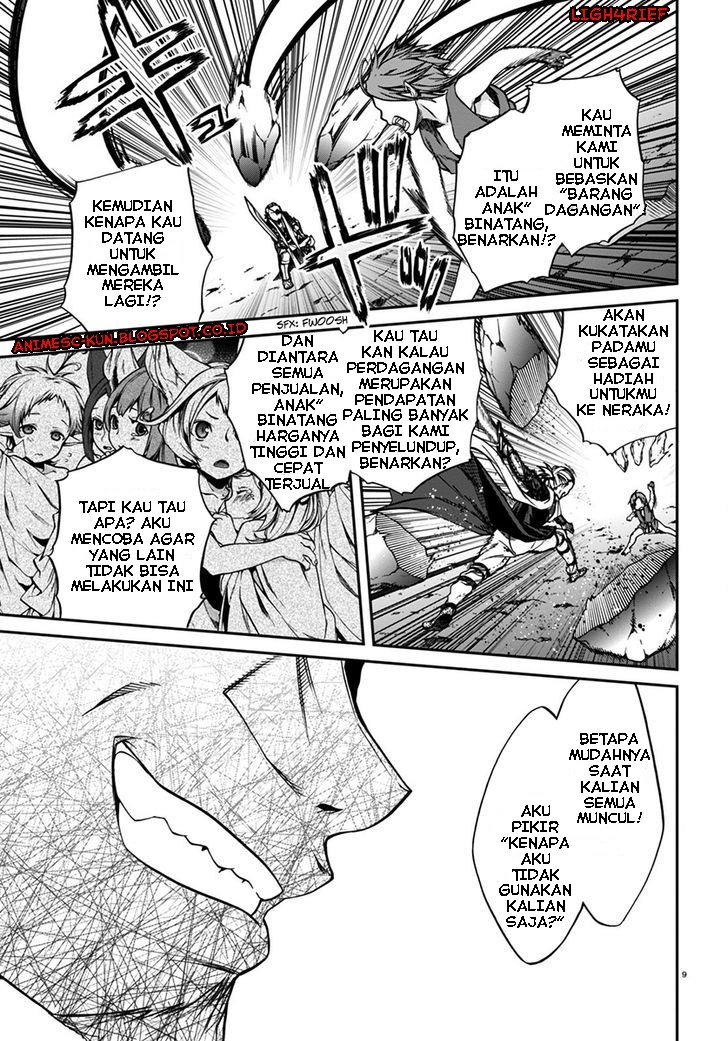 LIGH4RIEF
KAU
MEMINTA
KAMI
UNTUK
BEBASKAN
"BARANG
DAGANGAN"
ITU
ADALAH
ANAK"
BINATANG,
BENARKAN!?
KEMUDIAN
KENAPA KAU
DATANG
UNTUK
MENGAMBIL
MEREKA
LAGI!?
SFX: FWOOSH
ANIMESC-KUN.BLOGSPOT.CO.ID
AKAN
KUKATAKAN
PADAMU
SEBAGAI
HADIAH
UNTUKMU
KE NERAKA!
KAU TAU
KAN KALAU
PERDAGANGAN
MERUPAKAN
PENDAPATAN
PALING BANYAK
BAGI KAMI
PENYELUNDUP,
BENARKAN?
DAN
DIANTARA
SEMUA
PENJUALAN,
ANAK" BINATANG
HARGANYA
TINGGI DAN
CEPAT
TERJUAL
TAPI KAU TAU
APA? AKU
MENCOBA AGAR
YANG LAIN
TIDAK BISA
MELAKUKAN INI
BETAPA
MUDAHNYA
SAAT
KALIAN
SEMUA
MUNCUL!
AKU
PIKIR
"KENAPA
AKU
TIDAK
GUNAKAN
KALIAN
SAJA?"
9